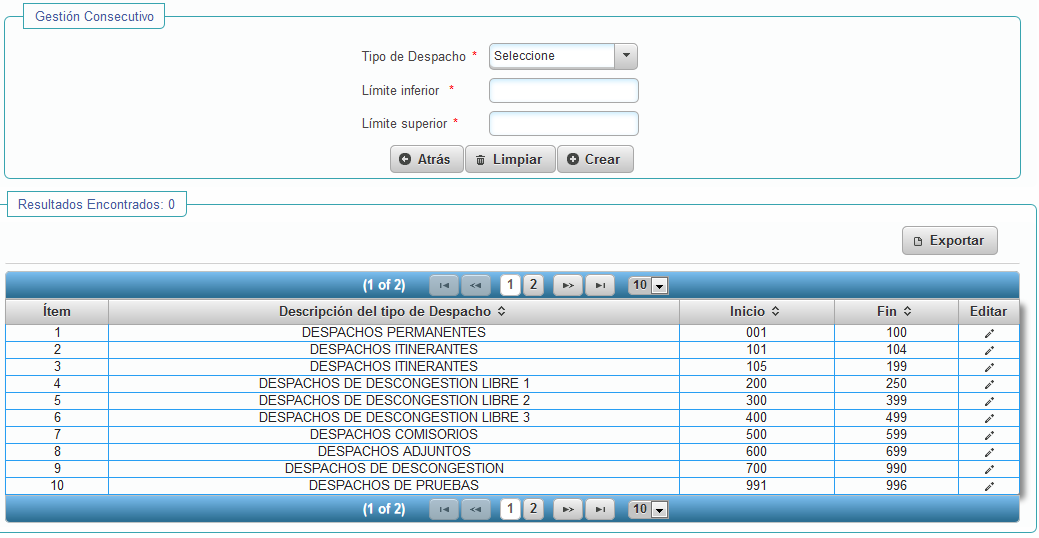 Gestión Consecutivo
Tipo de Despacho * Seleccione
Límite inferior *
Límite superior *
Atrás Limpiar Crear
Resultados Encontrados: 0
Exportar
(1 of 2) 1 2 10
Ítem Descripción del tipo de Despacho Inicio Fin Editar
1 DESPACHOS PERMANENTES 001 100
2 DESPACHOS ITINERANTES 101 104
3 DESPACHOS ITINERANTES 105 199
4 DESPACHOS DE DESCONGESTION LIBRE 1 200 250
5 DESPACHOS DE DESCONGESTION LIBRE 2 300 399
6 DESPACHOS DE DESCONGESTION LIBRE 3 400 499
7 DESPACHOS COMISORIOS 500 599
8 DESPACHOS ADJUNTOS 600 699
9 DESPACHOS DE DESCONGESTION 700 990
10 DESPACHOS DE PRUEBAS 991 996
(1 of 2) 1 2 10